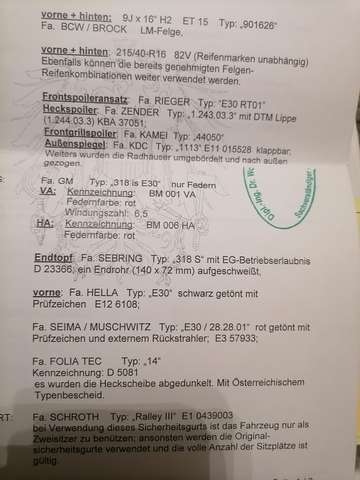 vorne + hinten: 9J x 16" H2 ET 15 Typ: „901626"
Fa. BCW / BROCK LM-Felge.
vorne + hinten: 215/40-R16 82V (Reifenmarken unabhängig)
Ebenfalls können die bereits genehmigten Felgen-
Reifenkombinationen weiter verwendet werden.
Frontspoileransatz: Fa. RIEGER Typ: "E30 RT01"
Heckspoiler: Fa. ZENDER Typ: „1.243.03.3" mit DTM Lippe
(1.244.03.3) KBA 37051;
Frontgrillspoiler: Fa. KAMEI „44050"
Außenspiegel: Fa. KDC „1113" E11 015528 klappbar;
Weiters wurden die Radhäuser umgebördelt und nach außen
gezogen.
Dipl.-Ing. Dr.
Sachverständiger
Fa. GM Typ: „318 is E30" nur Federn
VA: Kennzeichnung: BM 001 VA
Federnfarbe: rot
Windungszahl: 6,5
HA: Kennzeichnung: BM 006 HA
Federnfarbe: rot
Endtopf: Fa. SEBRING Typ: „318 S" mit EG-Betriebserlaubnis
D 23366; ein Endrohr (140 x 72 mm) aufgeschweißt,
vorne: Fa. HELLA Typ: „E30" schwarz getönt mit
Prüfzeichen E12 6108;
Fa. SEIMA / MUSCHWITZ Typ: „E30 / 28.28.01" rot getönt mit
Prüfzeichen und externem Rückstrahler; E3 57933;
Fa. FOLIA TEC Typ: „14"
Kennzeichnung: D 5081
es wurden die Heckscheibe abgedunkelt. Mit Österreichischem
Typenbescheid.
RT: Fa. SCHROTH Typ: „Ralley III" E1 0439003
bei Verwendung dieses Sicherheitsgurts ist das Fahrzeug nur als
Zweisitzer zu benützen; ansonsten werden die Original-
sicherheitsgurte verwendet und die volle Anzahl der Sitzplätze ist
gültig.